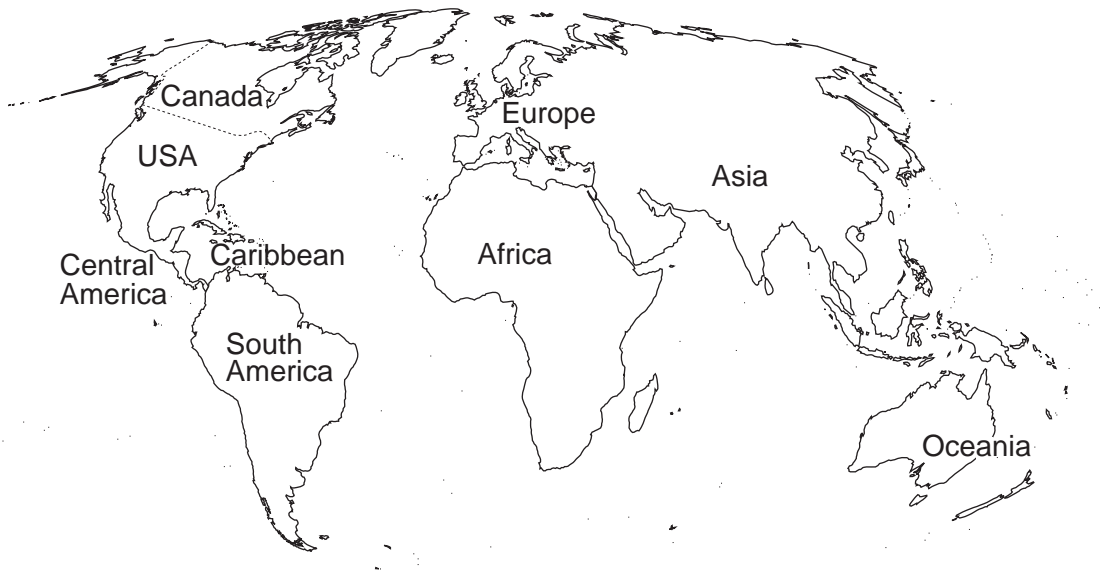 Canada
Europe
USA
Asia
Caribbean
Africa
Central
America
South
America
Oceania